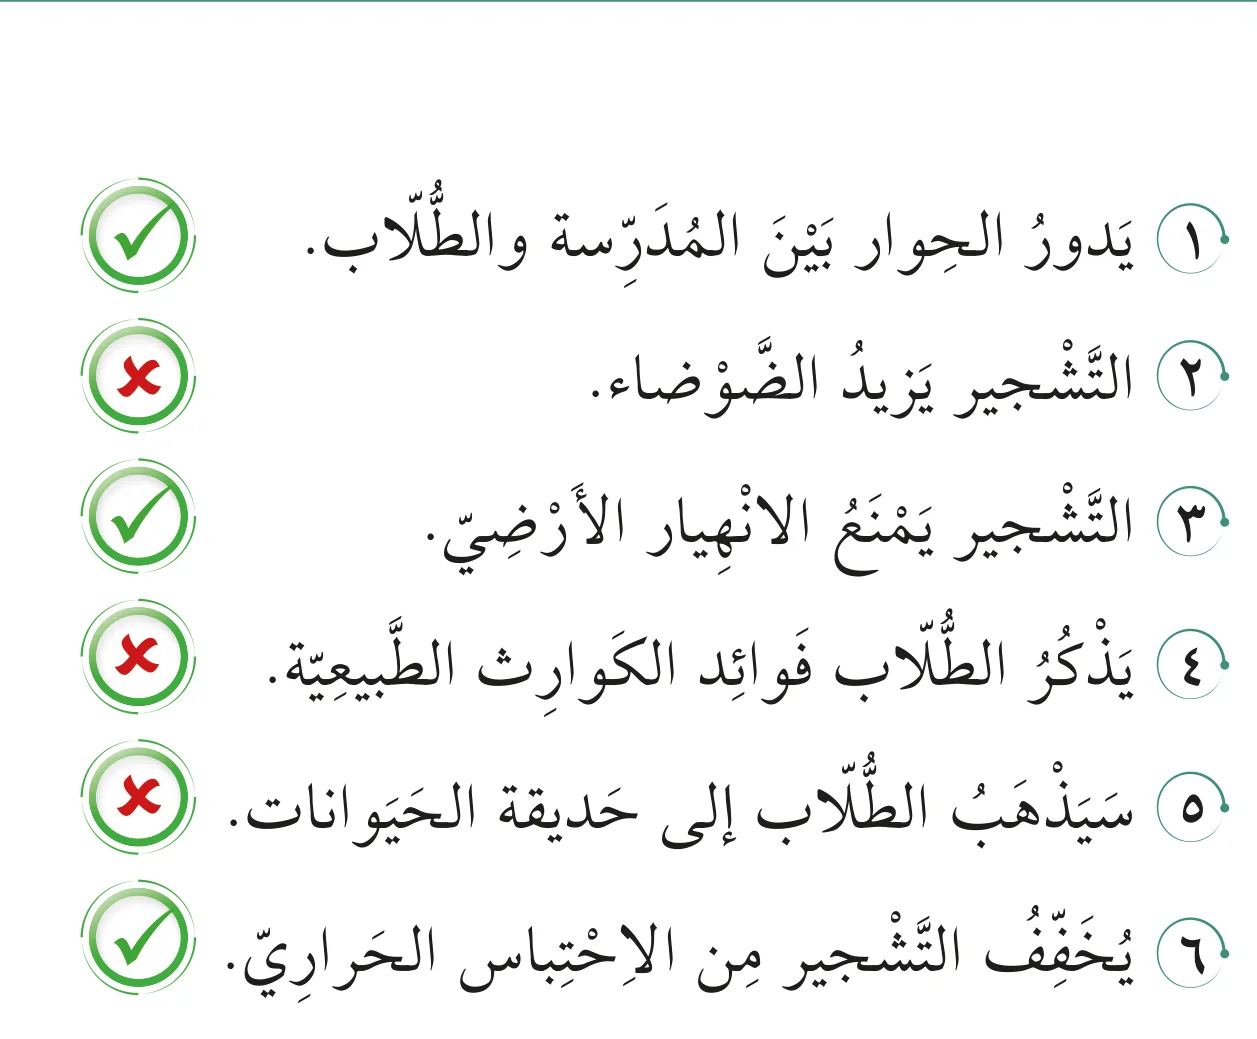 ١ يَدورُ الحِوار بَيْنَ المُدَرِّسة والطُّلّاب.
٢ التَّشْجير يَزيدُ الضَّوْضاء.
٣ التَّشْجير يَمْنَعُ الانْهِيار الأَرْضِيّ.
٤ يَذْكُرُ الطُّلّاب فَوائِد الكَوارِث الطَّبيعِيّة.
٥ سَيَذْهَبُ الطُّلّاب إلى حَديقة الحَيَوانات.
٦ يُخَفِّفُ التَّشْجير مِن الاِحْتِباس الحَرارِيّ.